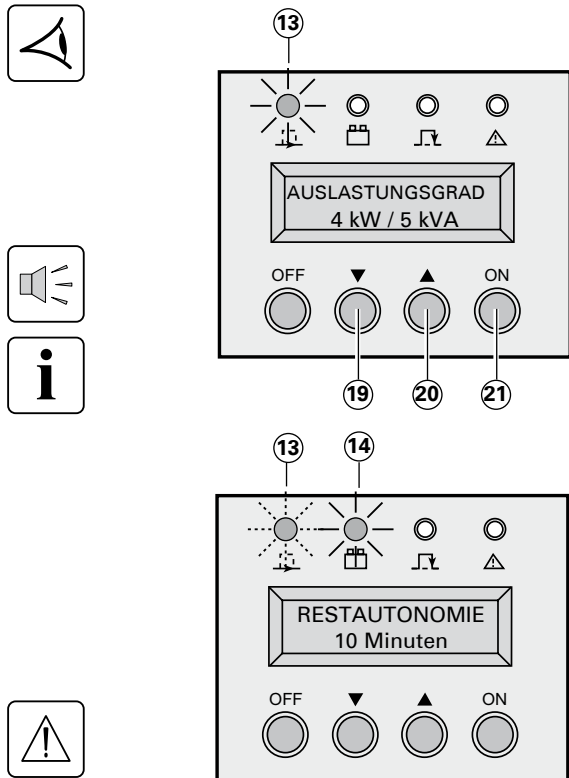 13
AUSLASTUNGSGRAD
4 kW / 5 kVA
OFF ▼ ▲ ON
19 20 21
i
13 14
RESTAUTONOMIE
10 Minuten
OFF ▼ ▲ ON